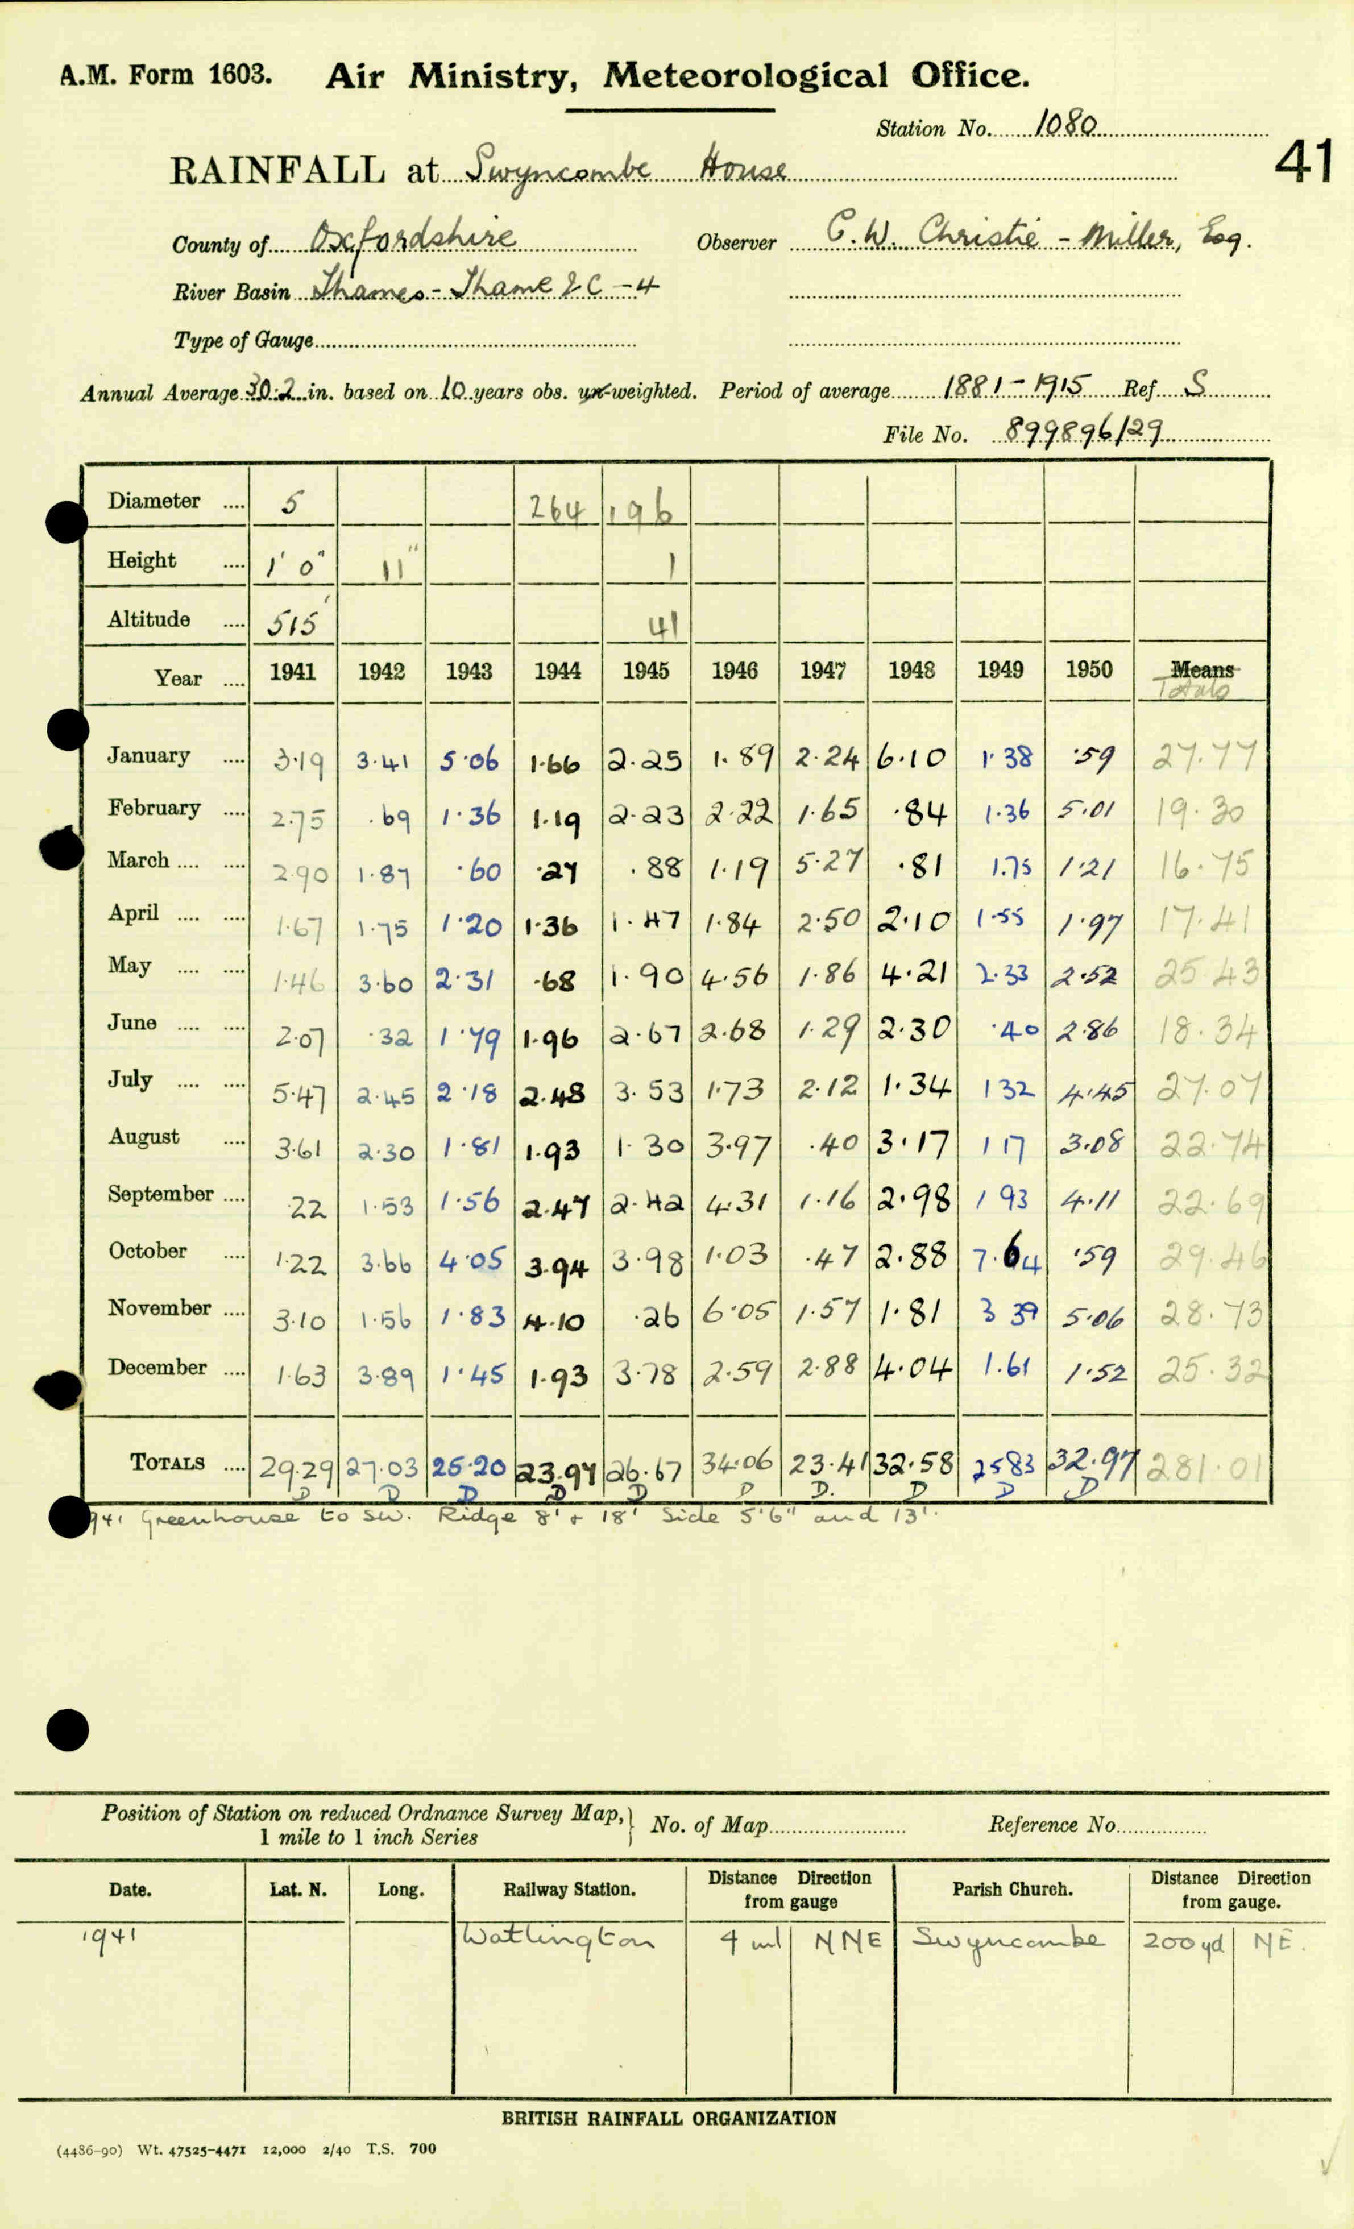 A.M. Form 1603. Air Ministry, Meteorological Office.
Station No. 1080
41
RAINFALL at Swyncombe House
County of Oxfordshire Observer C.W. Christie-Miller, Esq.
River Basin Thames - Thame & C - 4
Type of Gauge
Annual Average 30.2 in. based on 10 years obs. un-weighted. Period of average 1881-1915 Ref S
File No. 899896/29
Diameter .... 5 264 196
Height .... 1' 0" 11" 1
Altitude .... 515' 41
Year .... 1941 1942 1943 1944 1945 1946 1947 1948 1949 1950 Means
Totals
January .... 3.19 3.41 5.06 1.66 2.25 1.89 2.24 6.10 1.38 .59 27.77
February .... 2.75 .69 1.36 1.19 2.23 2.22 1.65 .84 1.36 5.01 19.30
March .... .... 2.90 1.87 .60 .27 .88 1.19 5.27 .81 1.75 1.21 16.75
April .... .... 1.67 1.75 1.20 1.36 1.47 1.84 2.50 2.10 1.55 1.97 17.41
May .... .... 1.46 3.60 2.31 .68 1.90 4.56 1.86 4.21 2.33 2.52 25.43
June .... .... 2.07 .32 1.79 1.96 2.67 2.68 1.29 2.30 .40 2.86 18.34
July .... .... 5.47 2.45 2.18 2.48 3.53 1.73 2.12 1.34 1 32 4.45 27.07
August .... 3.61 2.30 1.81 1.93 1.30 3.97 .40 3.17 1 17 3.08 22.74
September .... .22 1.53 1.56 2.47 2.42 4.31 1.16 2.98 1 93 4.11 22.69
October .... 1.22 3.66 4.05 3.94 3.98 1.03 .47 2.88 7.64 .59 29.46
November .... 3.10 1.56 1.83 4.10 .26 6.05 1.57 1.81 3 39 5.06 28.73
December .... 1.63 3.89 1.45 1.93 3.78 2.59 2.88 4.04 1.61 1.52 25.32
TOTALS .... 29.29 27.03 25.20 23.97 26.67 34.06 23.41 32.58 25 83 32.97 281.01
D D D D D D D. D D D
941 Greenhouse to SW. Ridge 8' + 18' Side 5'6" and 13'.
Position of Station on reduced Ordnance Survey Map,} No. of Map Reference No.
1 mile to 1 inch Series
Date. Lat. N. Long. Railway Station. Distance from gauge Direction Parish Church. Distance from gauge. Direction
1941 Watlington 4 ml NNE Swyncombe 200 yd NE.
BRITISH RAINFALL ORGANIZATION
(4486-90) Wt. 47525-4471 12,000 2/40 T.S. 700